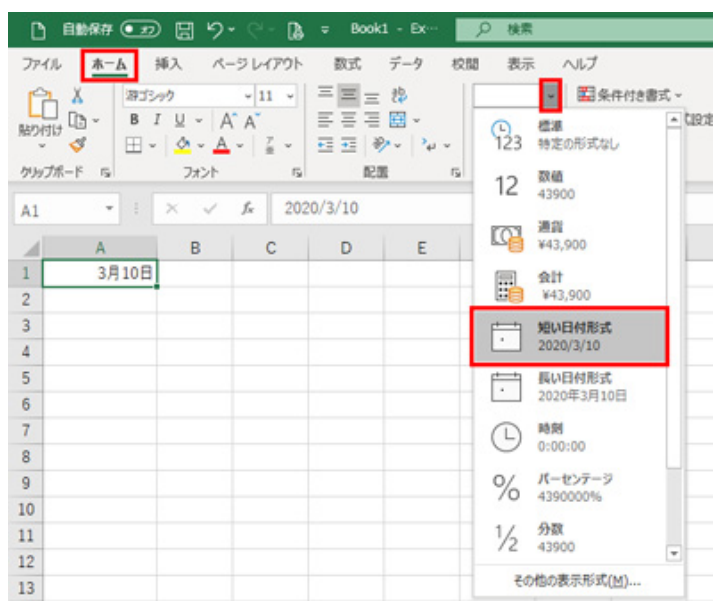 自動保存 オフ Book1 - Ex… 検索
ファイル ホーム 挿入 ページ レイアウト 数式 データ 校閲 表示 ヘルプ
游ゴシック 11 条件付き書式
貼り付け B I U A A
A
クリップボード フォント 配置
A1 fx 2020/3/10
A B C D E
1 3月10日
2
3
4
5
6
7
8
9
10
11
12
13
123 標準
特定の形式なし
12 数値
43900
通貨
¥43,900
会計
¥43,900
短い日付形式
2020/3/10
長い日付形式
2020年3月10日
時刻
0:00:00
% パーセンテージ
4390000%
1/2 分数
43900
その他の表示形式(M)...